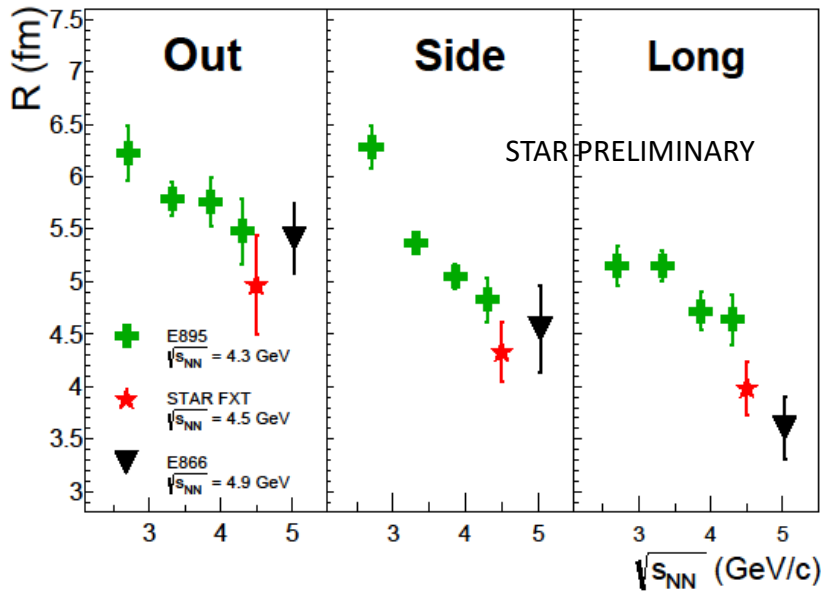 R (fm)
7.5
7
6.5
6
5.5
5
4.5
4
3.5
3
Out
Side
Long
STAR PRELIMINARY
E895
√sNN = 4.3 GeV
STAR FXT
√sNN = 4.5 GeV
E866
√sNN = 4.9 GeV
3 4 5
3 4 5
3 4 5
√sNN (GeV/c)